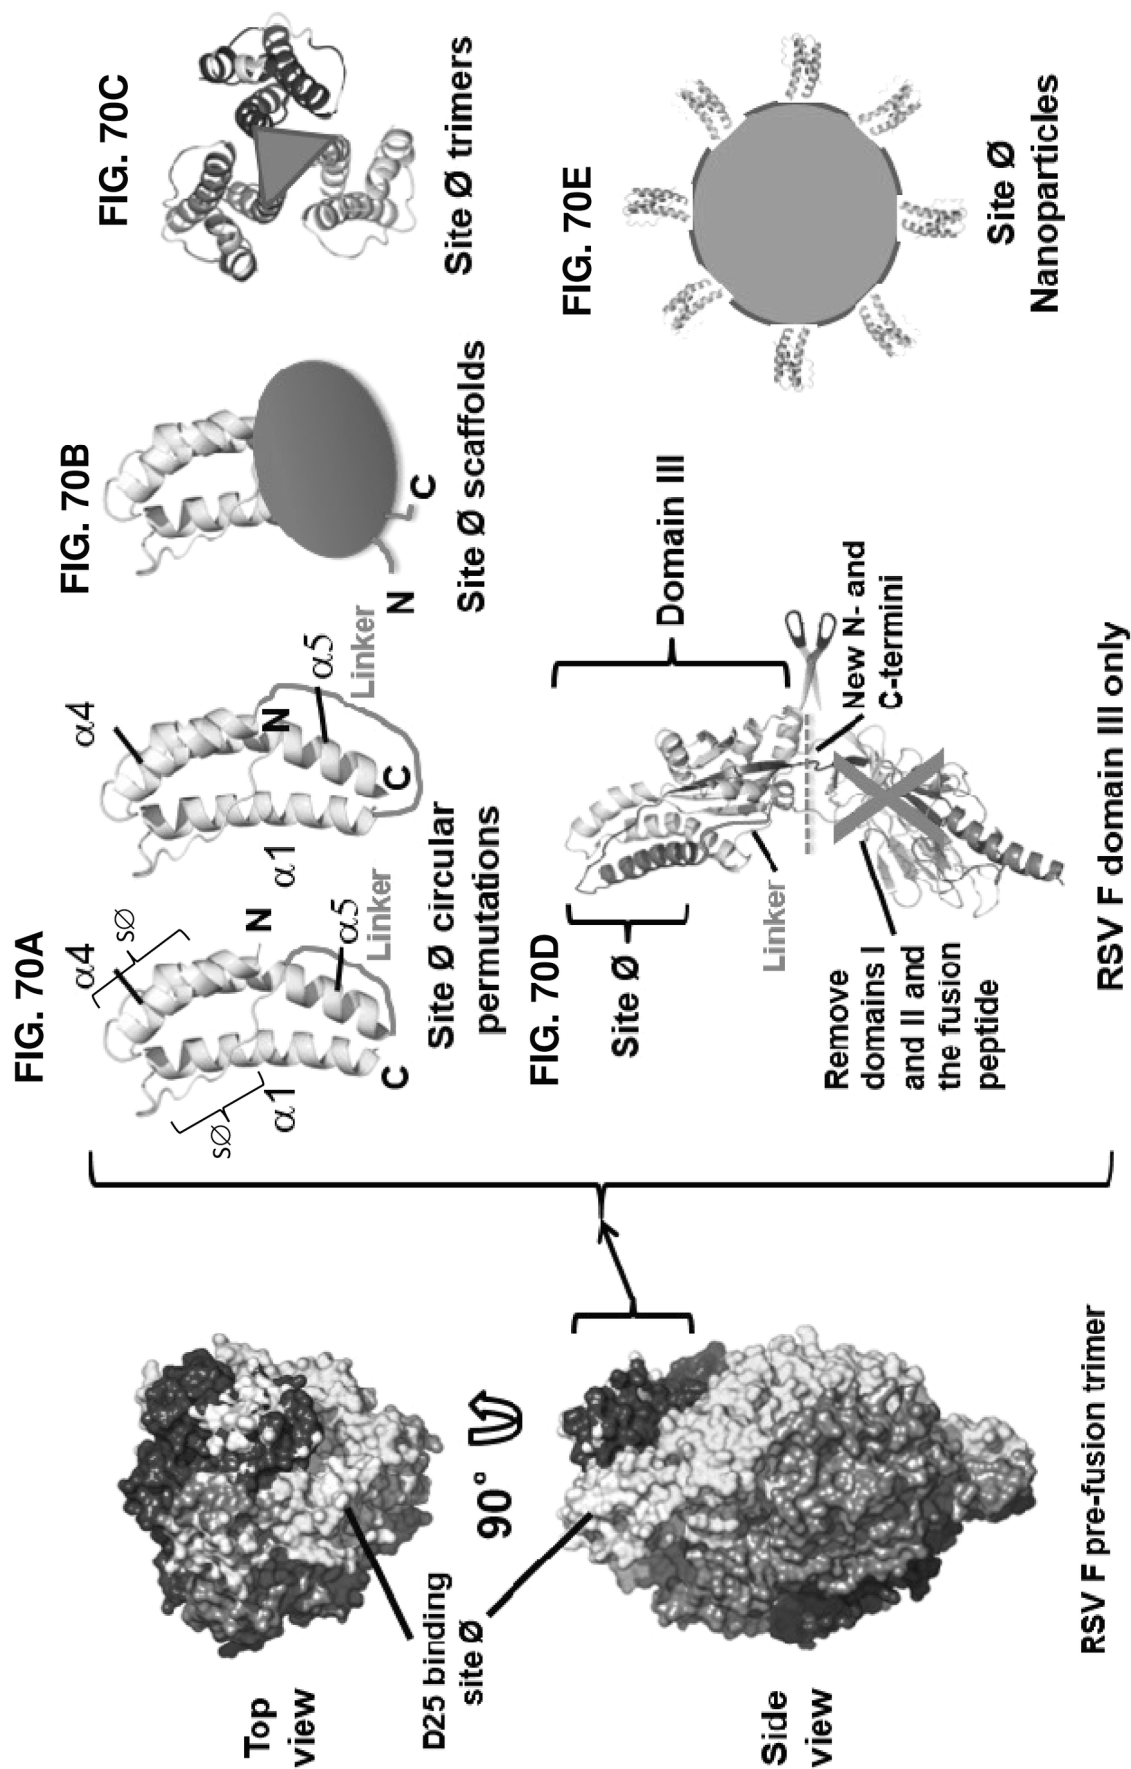 Top
view
D25 binding
site Ø
90°
Side
view
RSV F pre-fusion trimer
FIG. 70A
α4
sØ
sØ
α1
N
α5
Linker
C
α4
N
α5
Linker
α1
C
Site Ø circular
permutations
FIG. 70B
N
C
Site Ø scaffolds
FIG. 70C
Site Ø trimers
FIG. 70D
Site Ø
Linker
Domain III
New N- and
C-termini
Remove
domains I
and II and
the fusion
peptide
RSV F domain III only
FIG. 70E
Site Ø
Nanoparticles